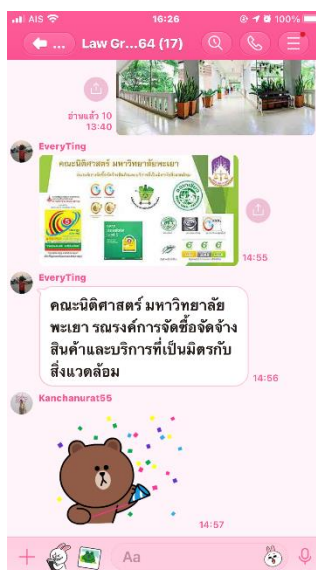 AIS
16:26
100%
... Law Gr...64 (17)
อ่านแล้ว 10
13:40
EveryTing
คณะนิติศาสตร์ มหาวิทยาลัยพะเยา
14:55
EveryTing
คณะนิติศาสตร์ มหาวิทยาลัย
พะเยา รณรงค์การจัดซื้อจัดจ้าง
สินค้าและบริการที่เป็นมิตรกับ
สิ่งแวดล้อม
14:56
Kanchanurat55
14:57
Aa